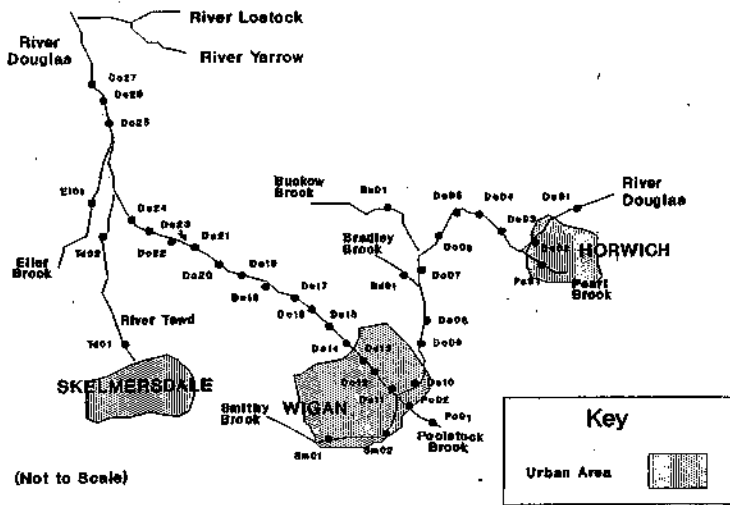 River Lostock
River
Douglas
River Yarrow
Do27
Do26
Do25
El01
Buckow
Brook
Bu01
Do05
Do04
Do01
River
Douglas
Do24
Do23
Do03
Do21
Bradley
Brook
Do06
Do02
HORWICH
Do22
Eller
Brook
Td02
Do20
Do19
Bd01
Do07
Pe01
Pearl
Brook
Do18
Do17
River Tawd
Do16
Do15
Do08
Td01
Do14
Do13
Do09
SKELMERSDALE
Do12
Do10
Smithy
Brook
WIGAN
Do11
Po02
Po01
Poolstock
Brook
Sm01
Sm02
Key
(Not to Scale)
Urban Area